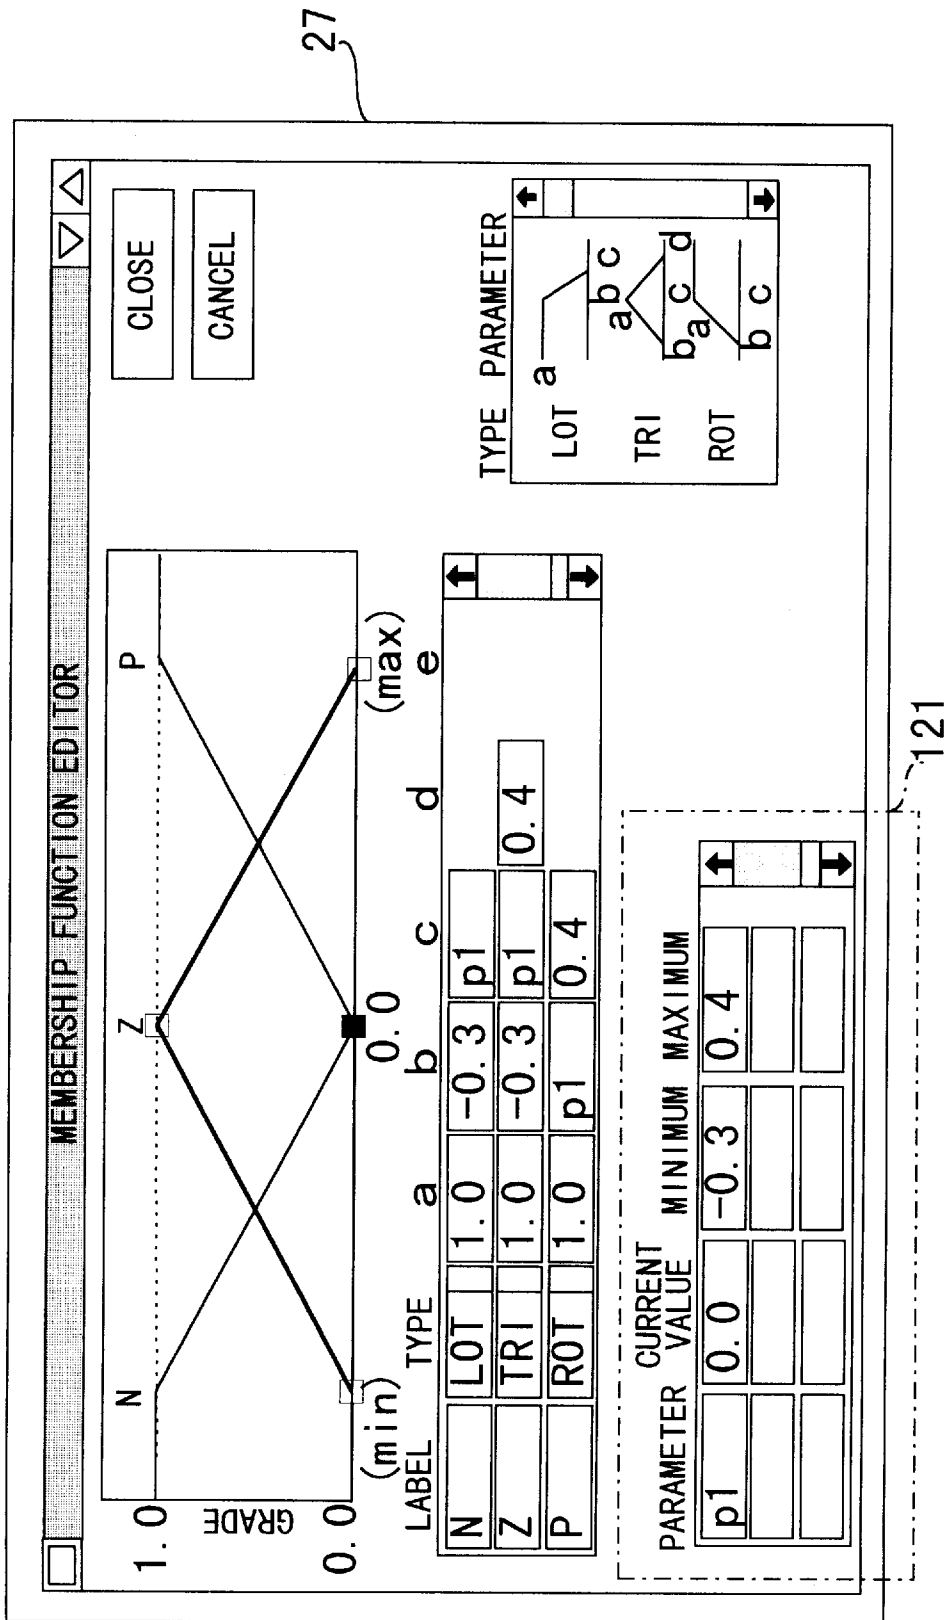 27
MEMBERSHIP FUNCTION EDITOR
CLOSE
CANCEL
N Z P
1.0
GRADE
0.0
(min) 0.0 (max)
LABEL TYPE a b c d e
N LOT 1.0 -0.3 p1
Z TRI 1.0 -0.3 p1 0.4
P ROT 1.0 p1 0.4
TYPE PARAMETER
LOT a b c
TRI a b c d
ROT a b c
PARAMETER CURRENT VALUE MINIMUM MAXIMUM
p1 0.0 -0.3 0.4
121